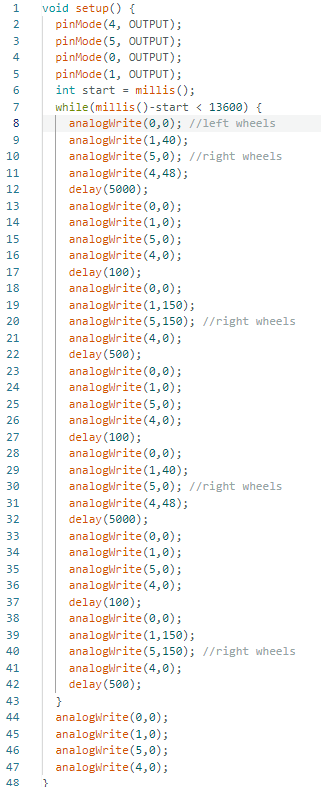 1 void setup() {
2 pinMode(4, OUTPUT);
3 pinMode(5, OUTPUT);
4 pinMode(0, OUTPUT);
5 pinMode(1, OUTPUT);
6 int start = millis();
7 while(millis()-start < 13600) {
8 analogWrite(0,0); //left wheels
9 analogWrite(1,40);
10 analogWrite(5,0); //right wheels
11 analogWrite(4,48);
12 delay(5000);
13 analogWrite(0,0);
14 analogWrite(1,0);
15 analogWrite(5,0);
16 analogWrite(4,0);
17 delay(100);
18 analogWrite(0,0);
19 analogWrite(1,150);
20 analogWrite(5,150); //right wheels
21 analogWrite(4,0);
22 delay(500);
23 analogWrite(0,0);
24 analogWrite(1,0);
25 analogWrite(5,0);
26 analogWrite(4,0);
27 delay(100);
28 analogWrite(0,0);
29 analogWrite(1,40);
30 analogWrite(5,0); //right wheels
31 analogWrite(4,48);
32 delay(5000);
33 analogWrite(0,0);
34 analogWrite(1,0);
35 analogWrite(5,0);
36 analogWrite(4,0);
37 delay(100);
38 analogWrite(0,0);
39 analogWrite(1,150);
40 analogWrite(5,150); //right wheels
41 analogWrite(4,0);
42 delay(500);
43 }
44 analogWrite(0,0);
45 analogWrite(1,0);
46 analogWrite(5,0);
47 analogWrite(4,0);
48 }